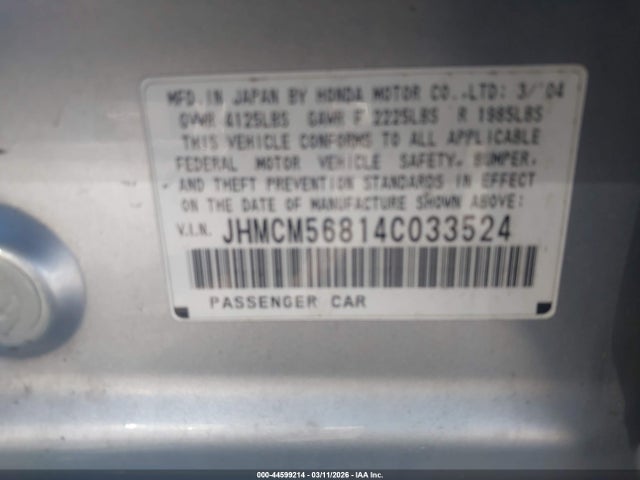 MFD. IN JAPAN BY HONDA MOTOR CO.,LTD: 3/'04
GVWR 4125LBS GAWR F 2225LBS R 1985LBS
THIS VEHICLE CONFORMS TO ALL APPLICABLE
FEDERAL MOTOR VEHICLE SAFETY, BUMPER,
AND THEFT PREVENTION STANDARDS IN EFFECT
ON THE DATE OF MANUFACTURE SHOWN ABOVE:
V.I.N. JHMCM56814C033524
PASSENGER CAR
000-44599214 - 03/11/2026 - IAA Inc.